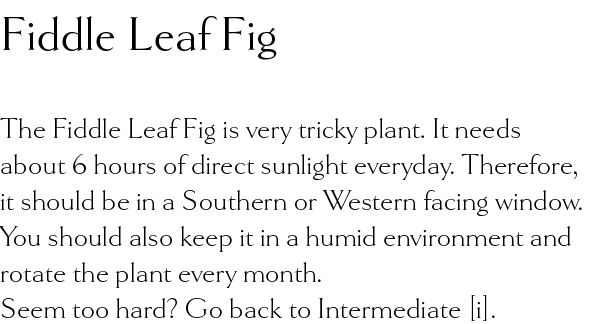 Fiddle Leaf Fig
The Fiddle Leaf Fig is very tricky plant. It needs
about 6 hours of direct sunlight everyday. Therefore,
it should be in a Southern or Western facing window.
You should also keep it in a humid environment and
rotate the plant every month.
Seem too hard? Go back to Intermediate [i].